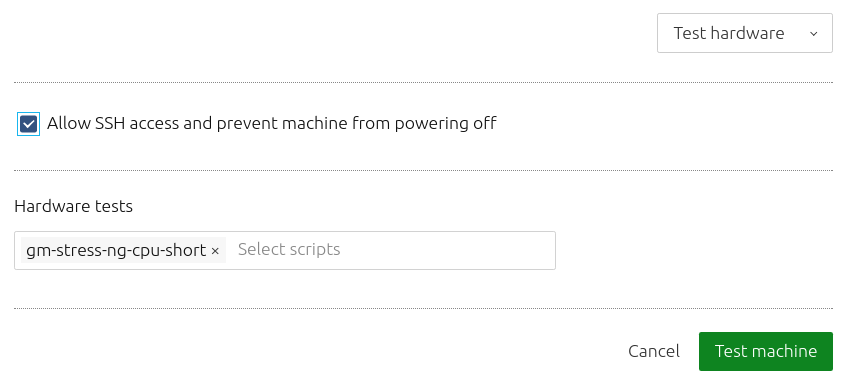 Test hardware
Allow SSH access and prevent machine from powering off
Hardware tests
gm-stress-ng-cpu-short × Select scripts
Cancel Test machine